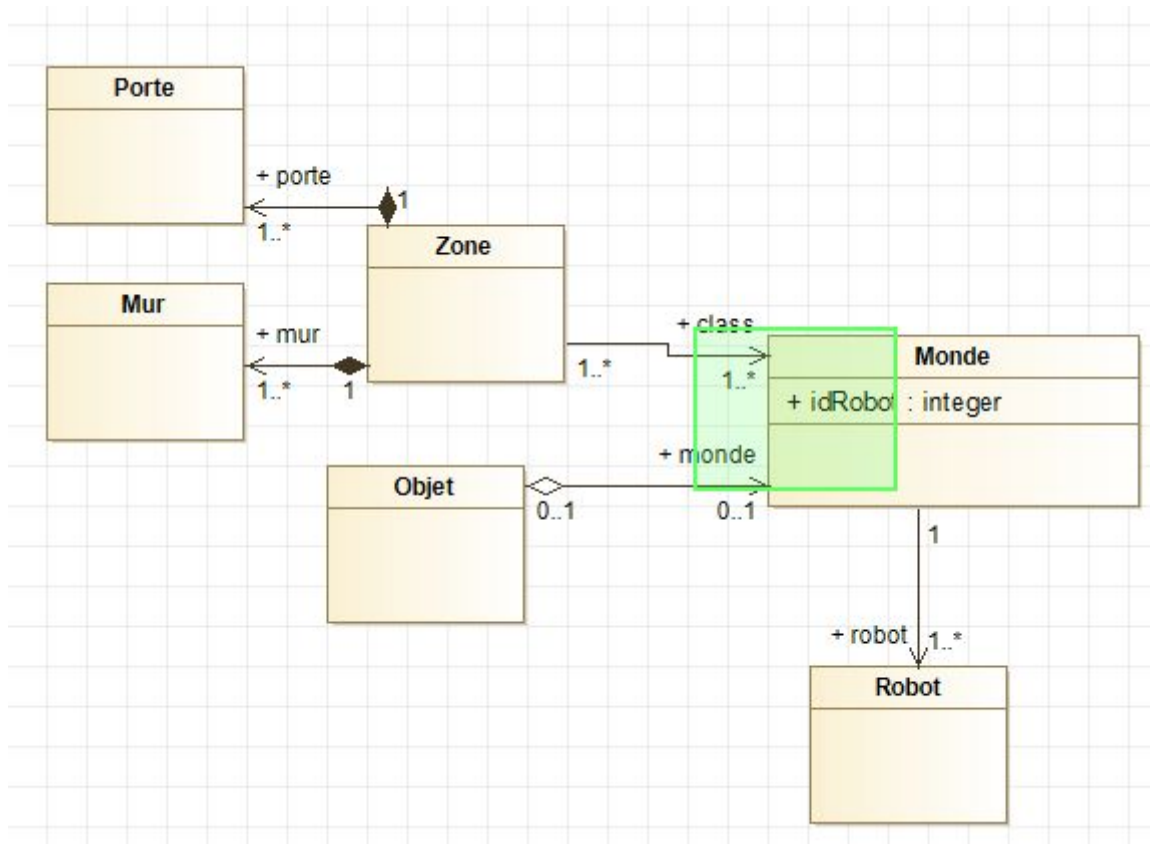 Porte
+ porte
1
1..*
Zone
Mur
+ mur
1..*
1
+ class
1..*
1..*
Monde
+ idRobot : integer
+ monde
Objet
0..1
0..1
1
+ robot
1..*
Robot